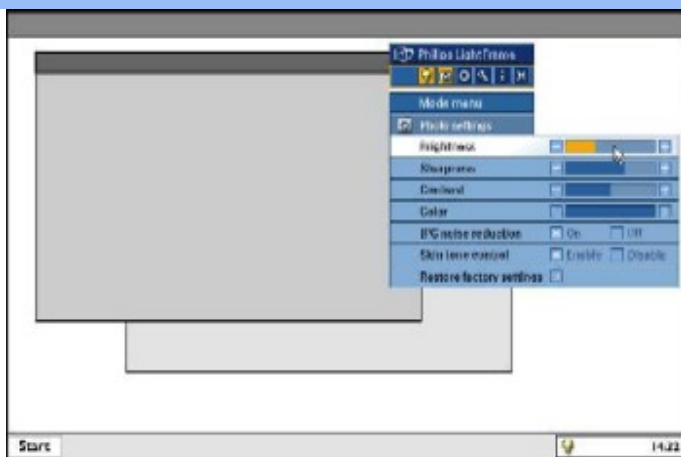 Philips LightFrame
Mode menu
Photo settings
Brightness
Sharpness
Contrast
Color
JPG noise reduction On Off
Skin tone control Enable Disable
Restore factory settings
Start 14:22